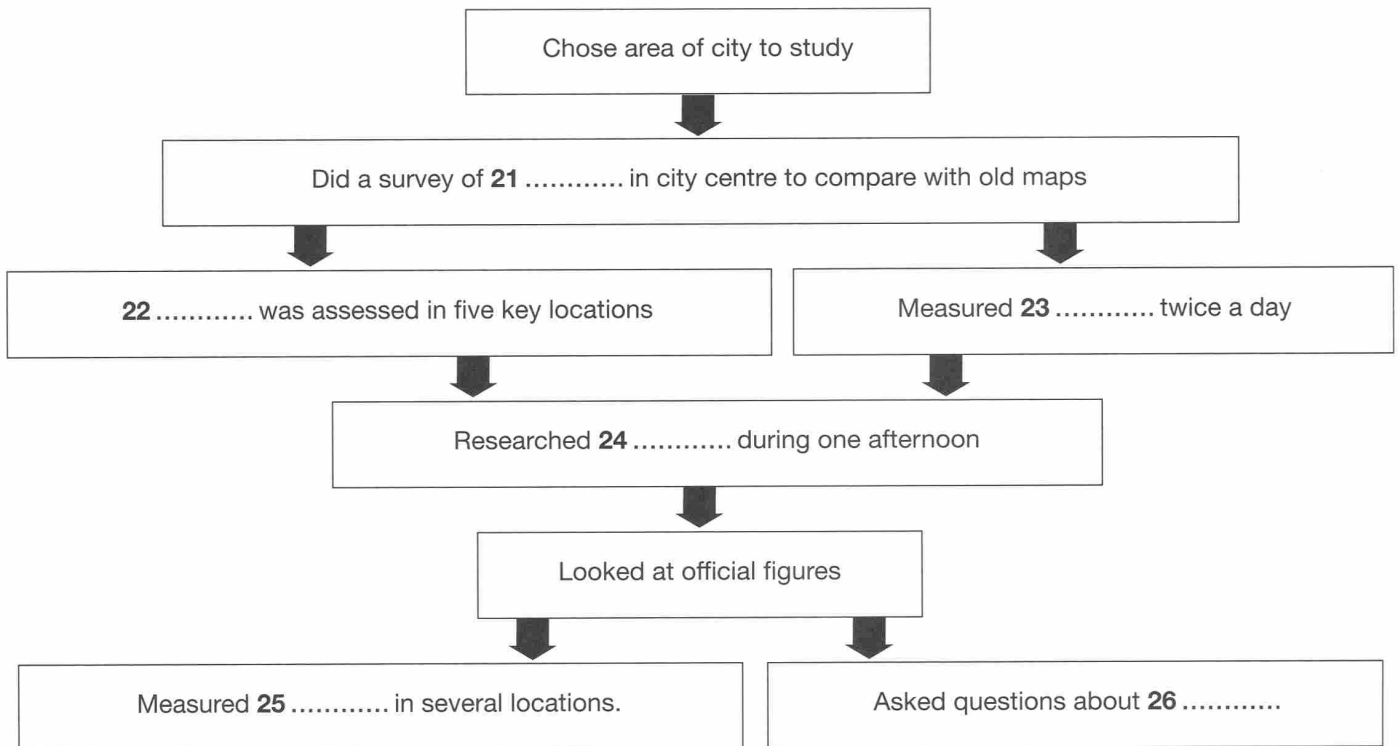 Chose area of city to study
Did a survey of 21 ............ in city centre to compare with old maps
22 ............ was assessed in five key locations
Measured 23 ............ twice a day
Researched 24 ............ during one afternoon
Looked at official figures
Measured 25 ............ in several locations.
Asked questions about 26 ............